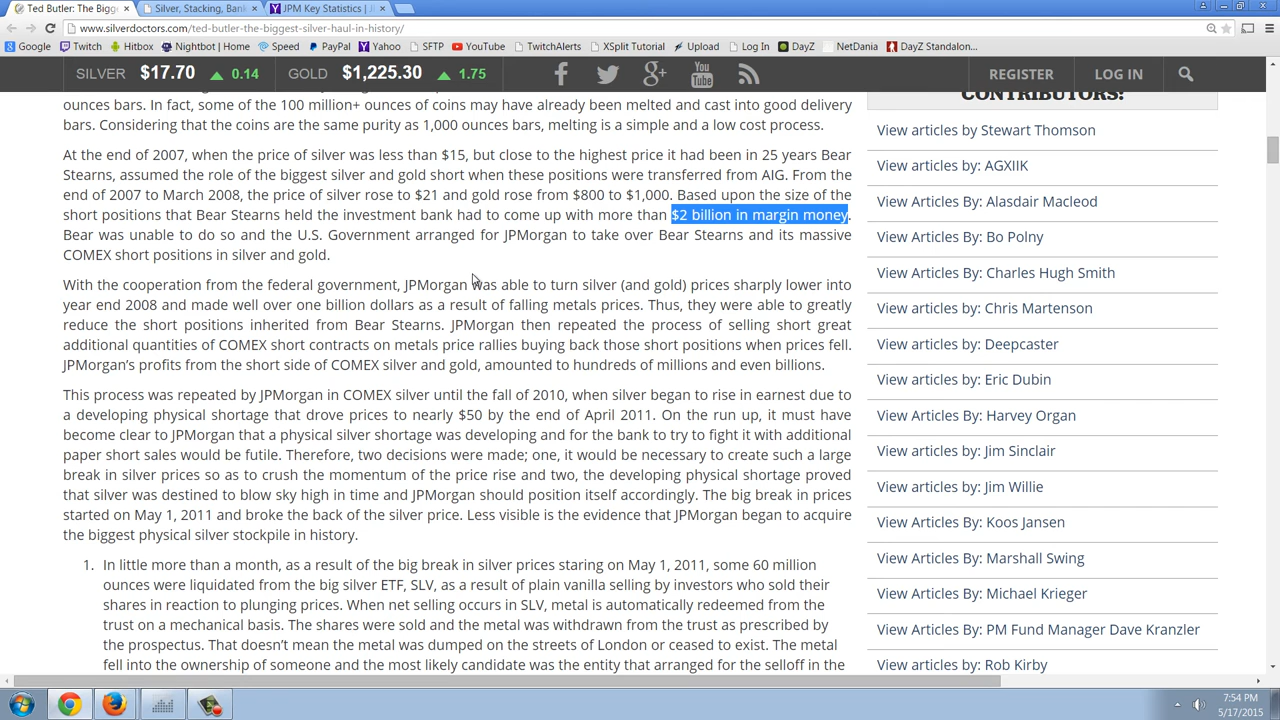 Ted Butler: The Bigg
Silver, Stacking, Bank
JPM Key Statistics | J
www.silverdoctors.com/ted-butler-the-biggest-silver-haul-in-history/
Google Twitch Hitbox Nightbot | Home Speed PayPal Yahoo SFTP YouTube TwitchAlerts XSplit Tutorial Upload Log In DayZ NetDania DayZ Standalon...
SILVER $17.70 0.14 GOLD $1,225.30 1.75 REGISTER LOG IN
ounces bars. In fact, some of the 100 million+ ounces of coins may have already been melted and cast into good delivery
bars. Considering that the coins are the same purity as 1,000 ounces bars, melting is a simple and a low cost process.
At the end of 2007, when the price of silver was less than $15, but close to the highest price it had been in 25 years Bear
Stearns, assumed the role of the biggest silver and gold short when these positions were transferred from AIG. From the
end of 2007 to March 2008, the price of silver rose to $21 and gold rose from $800 to $1,000. Based upon the size of the
short positions that Bear Stearns held the investment bank had to come up with more than $2 billion in margin money.
Bear was unable to do so and the U.S. Government arranged for JPMorgan to take over Bear Stearns and its massive
COMEX short positions in silver and gold.
With the cooperation from the federal government, JPMorgan was able to turn silver (and gold) prices sharply lower into
year end 2008 and made well over one billion dollars as a result of falling metals prices. Thus, they were able to greatly
reduce the short positions inherited from Bear Stearns. JPMorgan then repeated the process of selling short great
additional quantities of COMEX short contracts on metals price rallies buying back those short positions when prices fell.
JPMorgan's profits from the short side of COMEX silver and gold, amounted to hundreds of millions and even billions.
This process was repeated by JPMorgan in COMEX silver until the fall of 2010, when silver began to rise in earnest due to
a developing physical shortage that drove prices to nearly $50 by the end of April 2011. On the run up, it must have
become clear to JPMorgan that a physical silver shortage was developing and for the bank to try to fight it with additional
paper short sales would be futile. Therefore, two decisions were made; one, it would be necessary to create such a large
break in silver prices so as to crush the momentum of the price rise and two, the developing physical shortage proved
that silver was destined to blow sky high in time and JPMorgan should position itself accordingly. The big break in prices
started on May 1, 2011 and broke the back of the silver price. Less visible is the evidence that JPMorgan began to acquire
the biggest physical silver stockpile in history.
1. In little more than a month, as a result of the big break in silver prices staring on May 1, 2011, some 60 million
ounces were liquidated from the big silver ETF, SLV, as a result of plain vanilla selling by investors who sold their
shares in reaction to plunging prices. When net selling occurs in SLV, metal is automatically redeemed from the
trust on a mechanical basis. The shares were sold and the metal was withdrawn from the trust as prescribed by
the prospectus. That doesn't mean the metal was dumped on the streets of London or ceased to exist. The metal
fell into the ownership of someone and the most likely candidate was the entity that arranged for the selloff in the
CONTRIBUTORS:
View articles by Stewart Thomson
View articles by: AGXIIK
View articles by: Alasdair Macleod
View articles by: Bo Polny
View articles by: Charles Hugh Smith
View articles by: Chris Martenson
View articles by: Deepcaster
View articles by: Eric Dubin
View Articles By: Harvey Organ
View articles by: Jim Sinclair
View articles by: Jim Willie
View Articles By: Koos Jansen
View Articles By: Marshall Swing
View Articles By: Michael Krieger
View Articles By: PM Fund Manager Dave Kranzler
View articles by: Rob Kirby
7:54 PM
5/17/2015